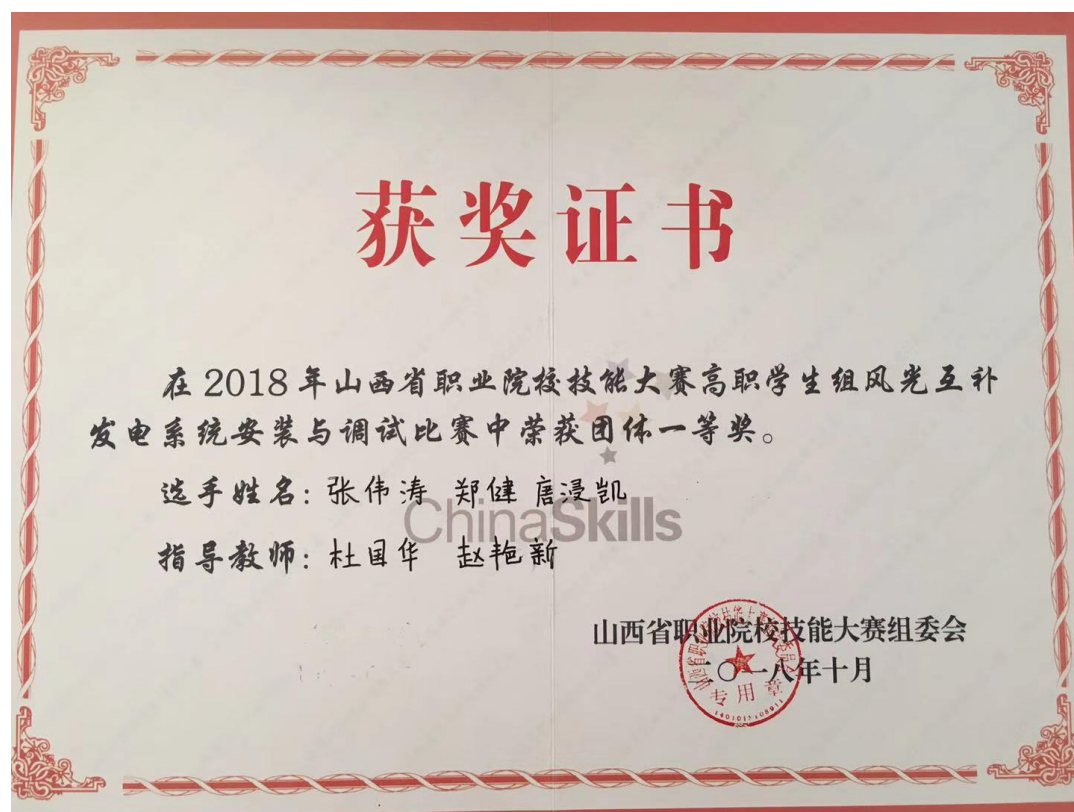 获奖证书
在2018年山西省职业院校技能大赛高职学生组风光互补
发电系统安装与调试比赛中荣获团体一等奖。
选手姓名:张伟涛 郑健 唐浸凯
ChinaSkills
指导教师:杜国华 赵艳新
山西省职业院校技能大赛组委会
二〇一八年十月
专用章